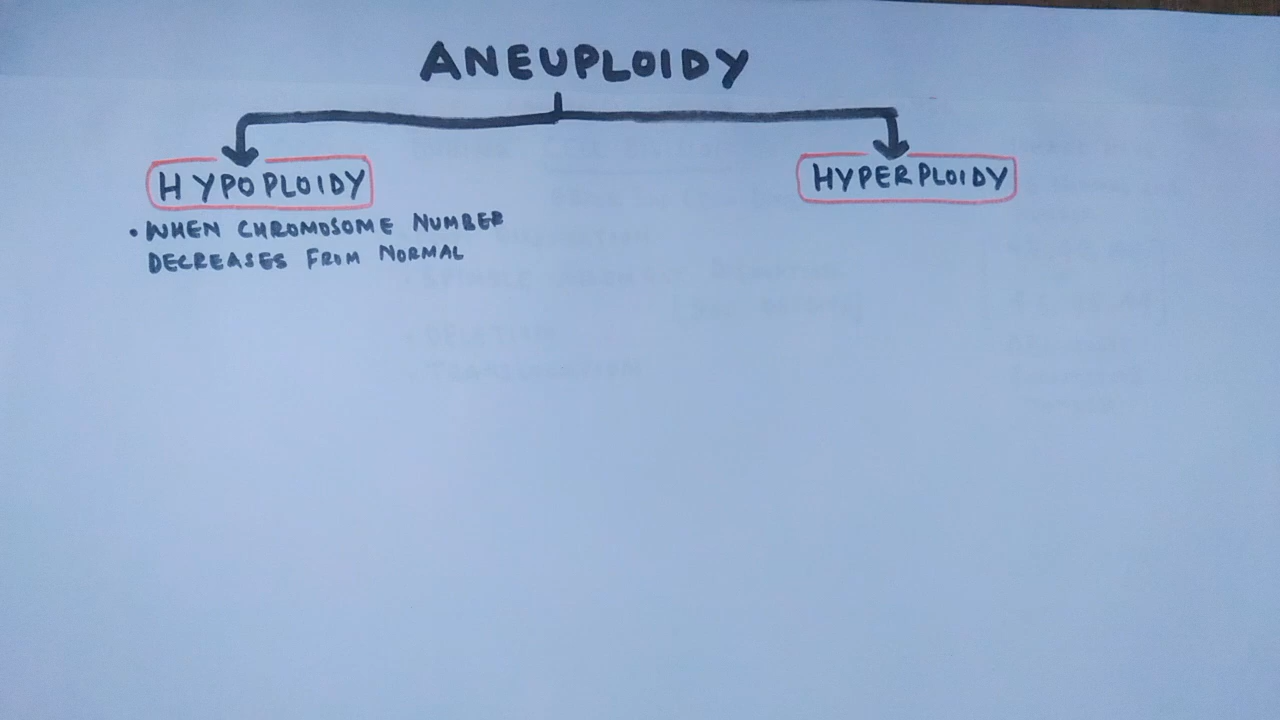 ANEUPLOIDY
HYPOPLOIDY
HYPERPLOIDY
• WHEN CHROMOSOME NUMBER
DECREASES FROM NORMAL